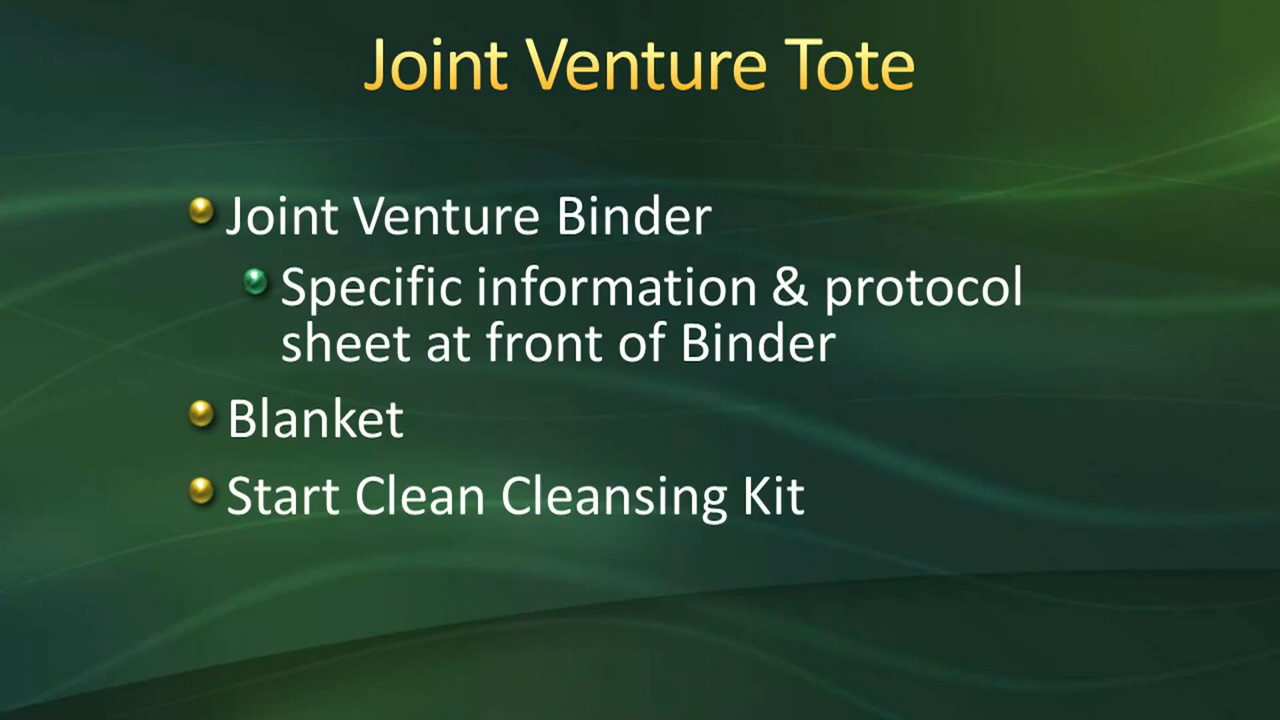 Joint Venture Tote
Joint Venture Binder
Specific information & protocol
sheet at front of Binder
Blanket
Start Clean Cleansing Kit